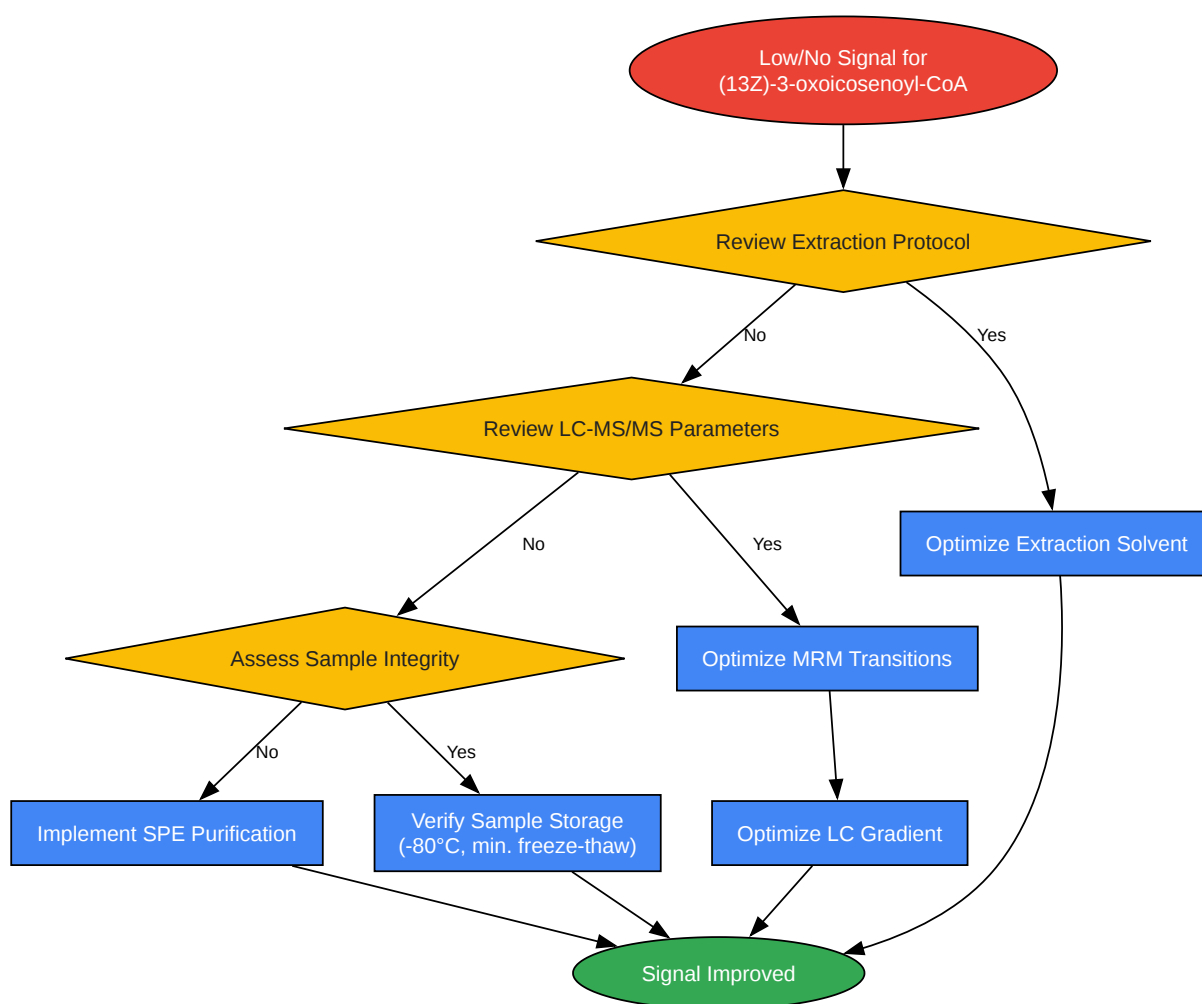 Low/No Signal for
(13Z)-3-oxoicosenoyl-CoA
Review Extraction Protocol
No
Yes
Review LC-MS/MS Parameters
No
Yes
Optimize Extraction Solvent
Assess Sample Integrity
Optimize MRM Transitions
No
Yes
Implement SPE Purification
Verify Sample Storage
(-80°C, min. freeze-thaw)
Optimize LC Gradient
Signal Improved